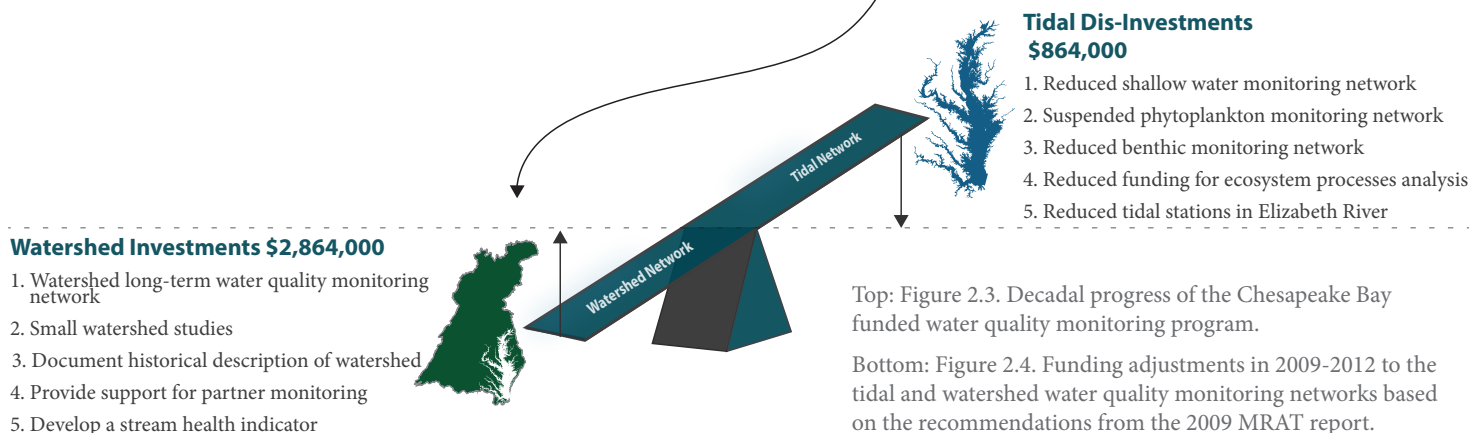 Tidal Dis-Investments
$864,000
1. Reduced shallow water monitoring network
2. Suspended phytoplankton monitoring network
3. Reduced benthic monitoring network
4. Reduced funding for ecosystem processes analysis
5. Reduced tidal stations in Elizabeth River
Tidal Network
Watershed Network
Watershed Investments $2,864,000
1. Watershed long-term water quality monitoring
network
2. Small watershed studies
3. Document historical description of watershed
4. Provide support for partner monitoring
5. Develop a stream health indicator
Top: Figure 2.3. Decadal progress of the Chesapeake Bay
funded water quality monitoring program.
Bottom: Figure 2.4. Funding adjustments in 2009-2012 to the
tidal and watershed water quality monitoring networks based
on the recommendations from the 2009 MRAT report.